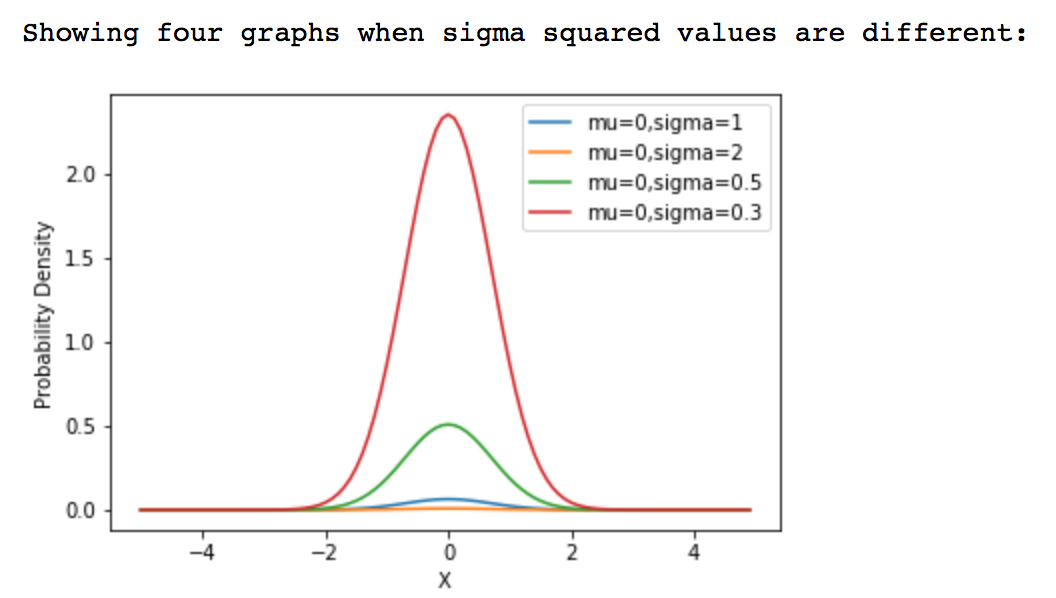 Showing four graphs when sigma squared values are different:
mu=0,sigma=1
mu=0,sigma=2
mu=0,sigma=0.5
mu=0,sigma=0.3
Probability Density
2.0
1.5
1.0
0.5
0.0
−4
−2
0
2
4
X